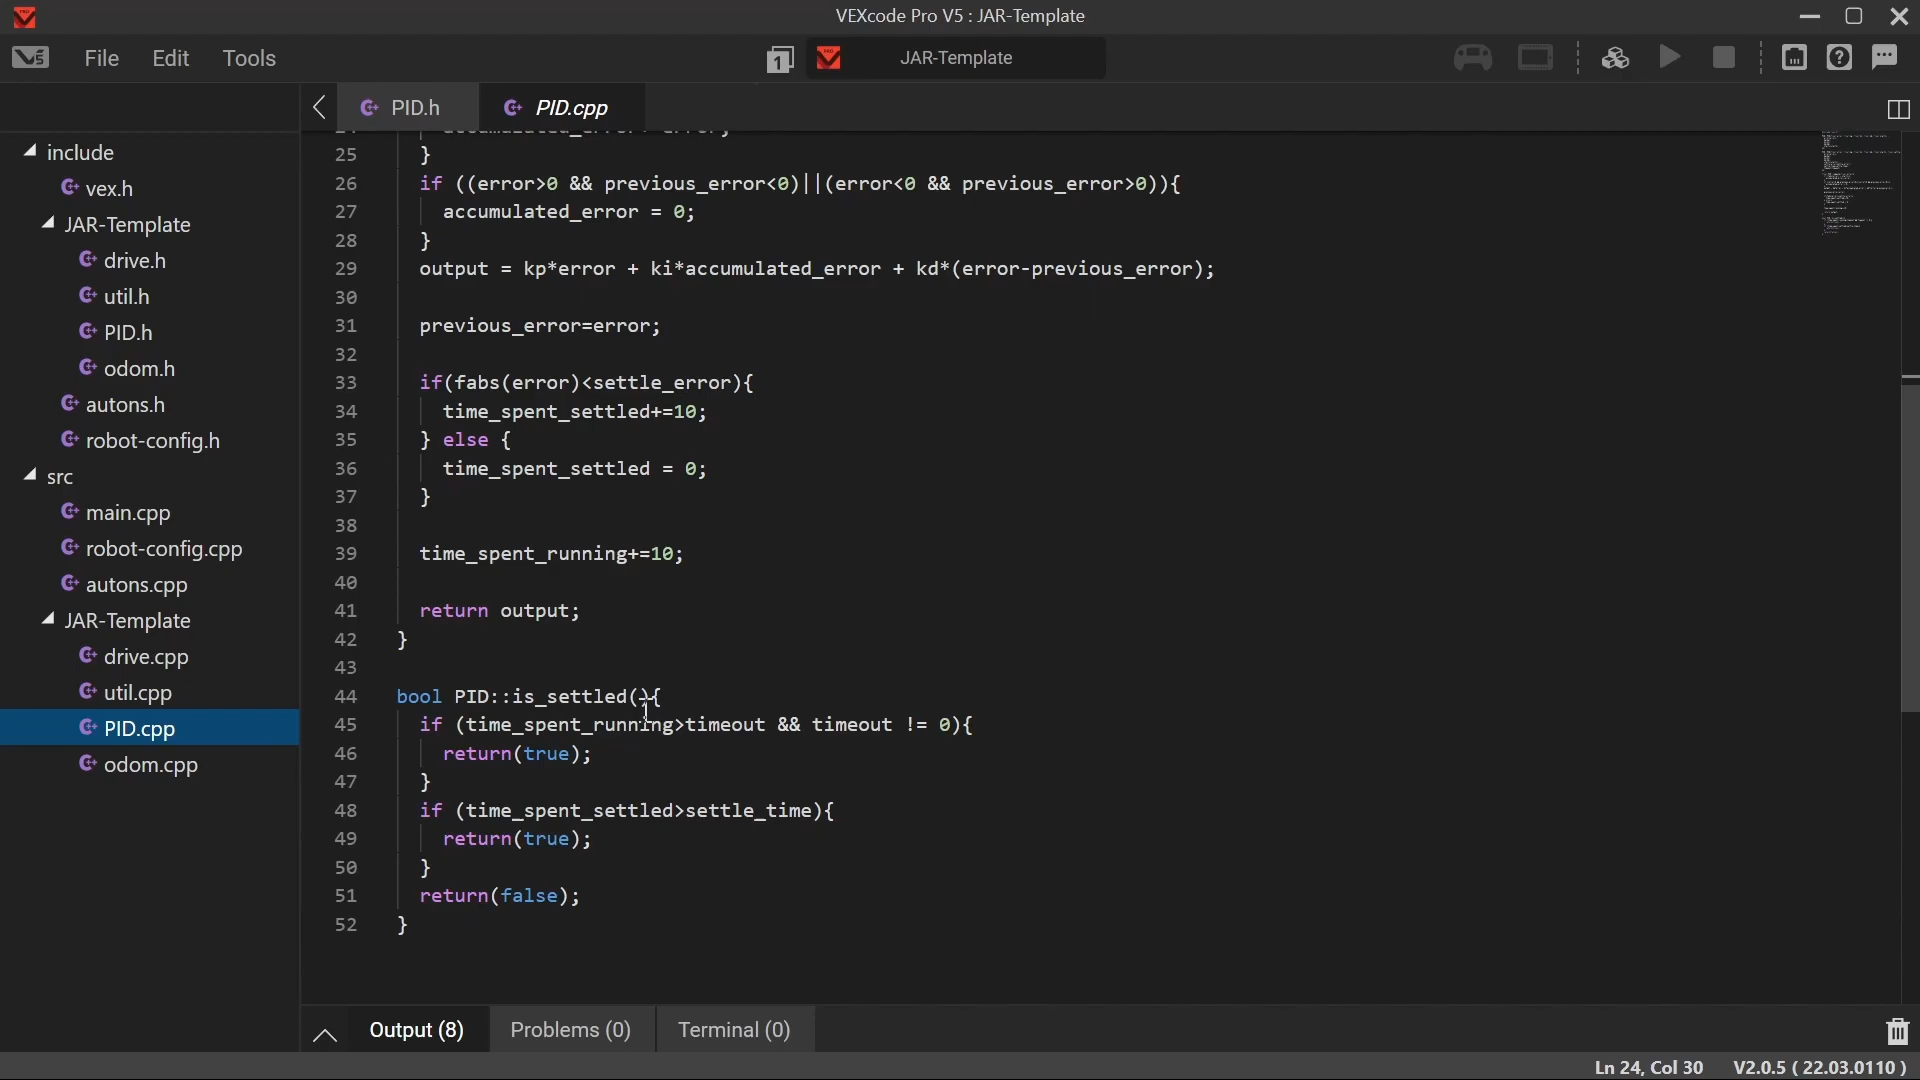 VEXcode Pro V5 : JAR-Template
V5 File Edit Tools 1 JAR-Template
PID.h PID.cpp
include
vex.h
JAR-Template
drive.h
util.h
PID.h
odom.h
autons.h
robot-config.h
src
main.cpp
robot-config.cpp
autons.cpp
JAR-Template
drive.cpp
util.cpp
PID.cpp
odom.cpp
25 }
26 if ((error>0 && previous_error<0)||(error<0 && previous_error>0)){
27 accumulated_error = 0;
28 }
29 output = kp*error + ki*accumulated_error + kd*(error-previous_error);
30
31 previous_error=error;
32
33 if(fabs(error)<settle_error){
34 time_spent_settled+=10;
35 } else {
36 time_spent_settled = 0;
37 }
38
39 time_spent_running+=10;
40
41 return output;
42 }
43
44 bool PID::is_settled(){
45 if (time_spent_running>timeout && timeout != 0){
46 return(true);
47 }
48 if (time_spent_settled>settle_time){
49 return(true);
50 }
51 return(false);
52 }
Output (8) Problems (0) Terminal (0)
Ln 24, Col 30 V2.0.5 ( 22.03.0110 )